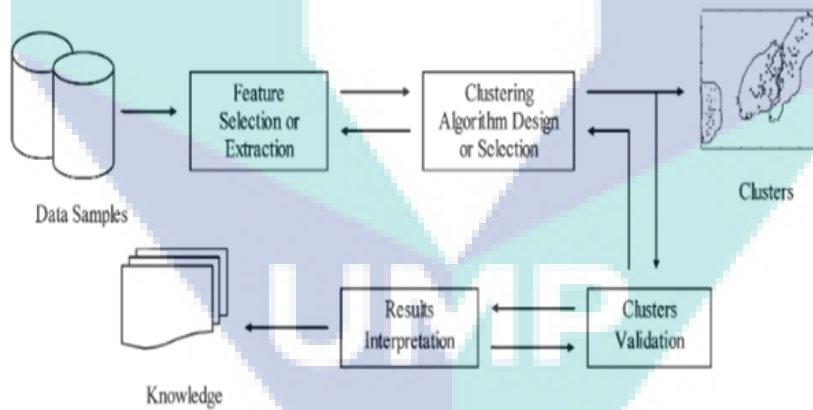 Feature
Selection or
Extraction
Clustering
Algorithm Design
or Selection
Clusters
Data Samples
UMP
Results
Interpretation
Clusters
Validation
Knowledge